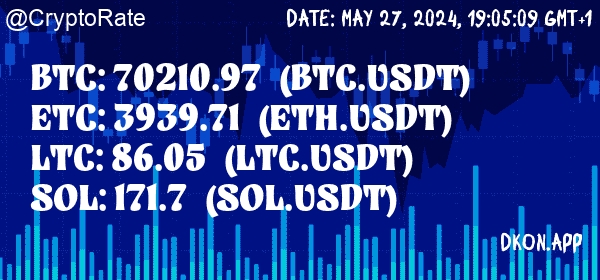 @CryptoRate
DATE: MAY 27, 2024, 19:05:09 GMT+1
BTC: 70210.97 (BTC.USDT)
ETC: 3939.71 (ETH.USDT)
LTC: 86.05 (LTC.USDT)
SOL: 171.7 (SOL.USDT)
DKON.APP